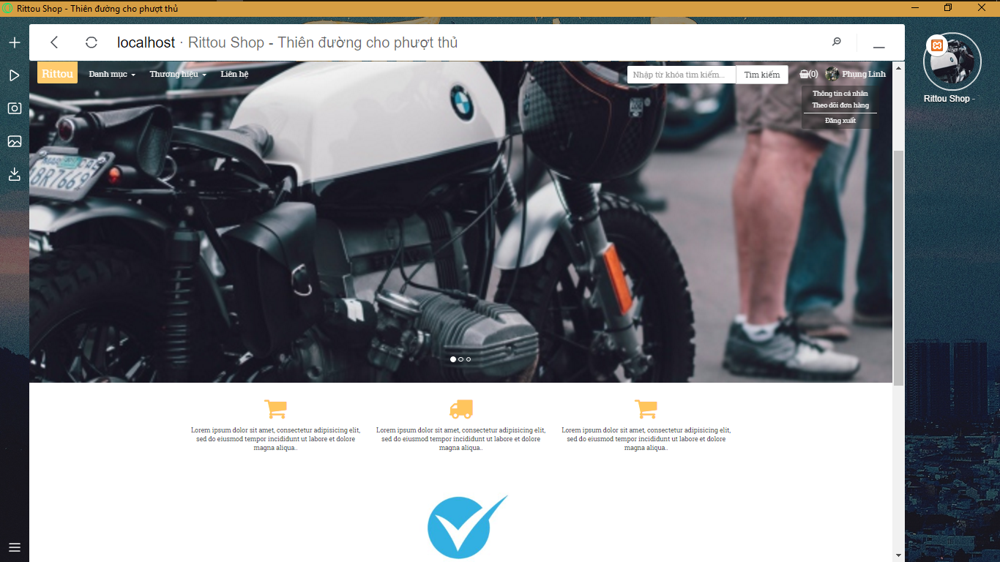 Rittou Shop - Thiên đường cho phượt thủ
localhost · Rittou Shop - Thiên đường cho phượt thủ
Rittou Danh mục Thương hiệu Liên hệ Nhập từ khóa tìm kiếm... Tìm kiếm (0) Phụng Linh
Thông tin cá nhân
Theo dõi đơn hàng
Đăng xuất
Rittou Shop -
Lorem ipsum dolor sit amet, consectetur adipisicing elit,
sed do eiusmod tempor incididunt ut labore et dolore
magna aliqua..
Lorem ipsum dolor sit amet, consectetur adipisicing elit,
sed do eiusmod tempor incididunt ut labore et dolore
magna aliqua..
Lorem ipsum dolor sit amet, consectetur adipisicing elit,
sed do eiusmod tempor incididunt ut labore et dolore
magna aliqua..